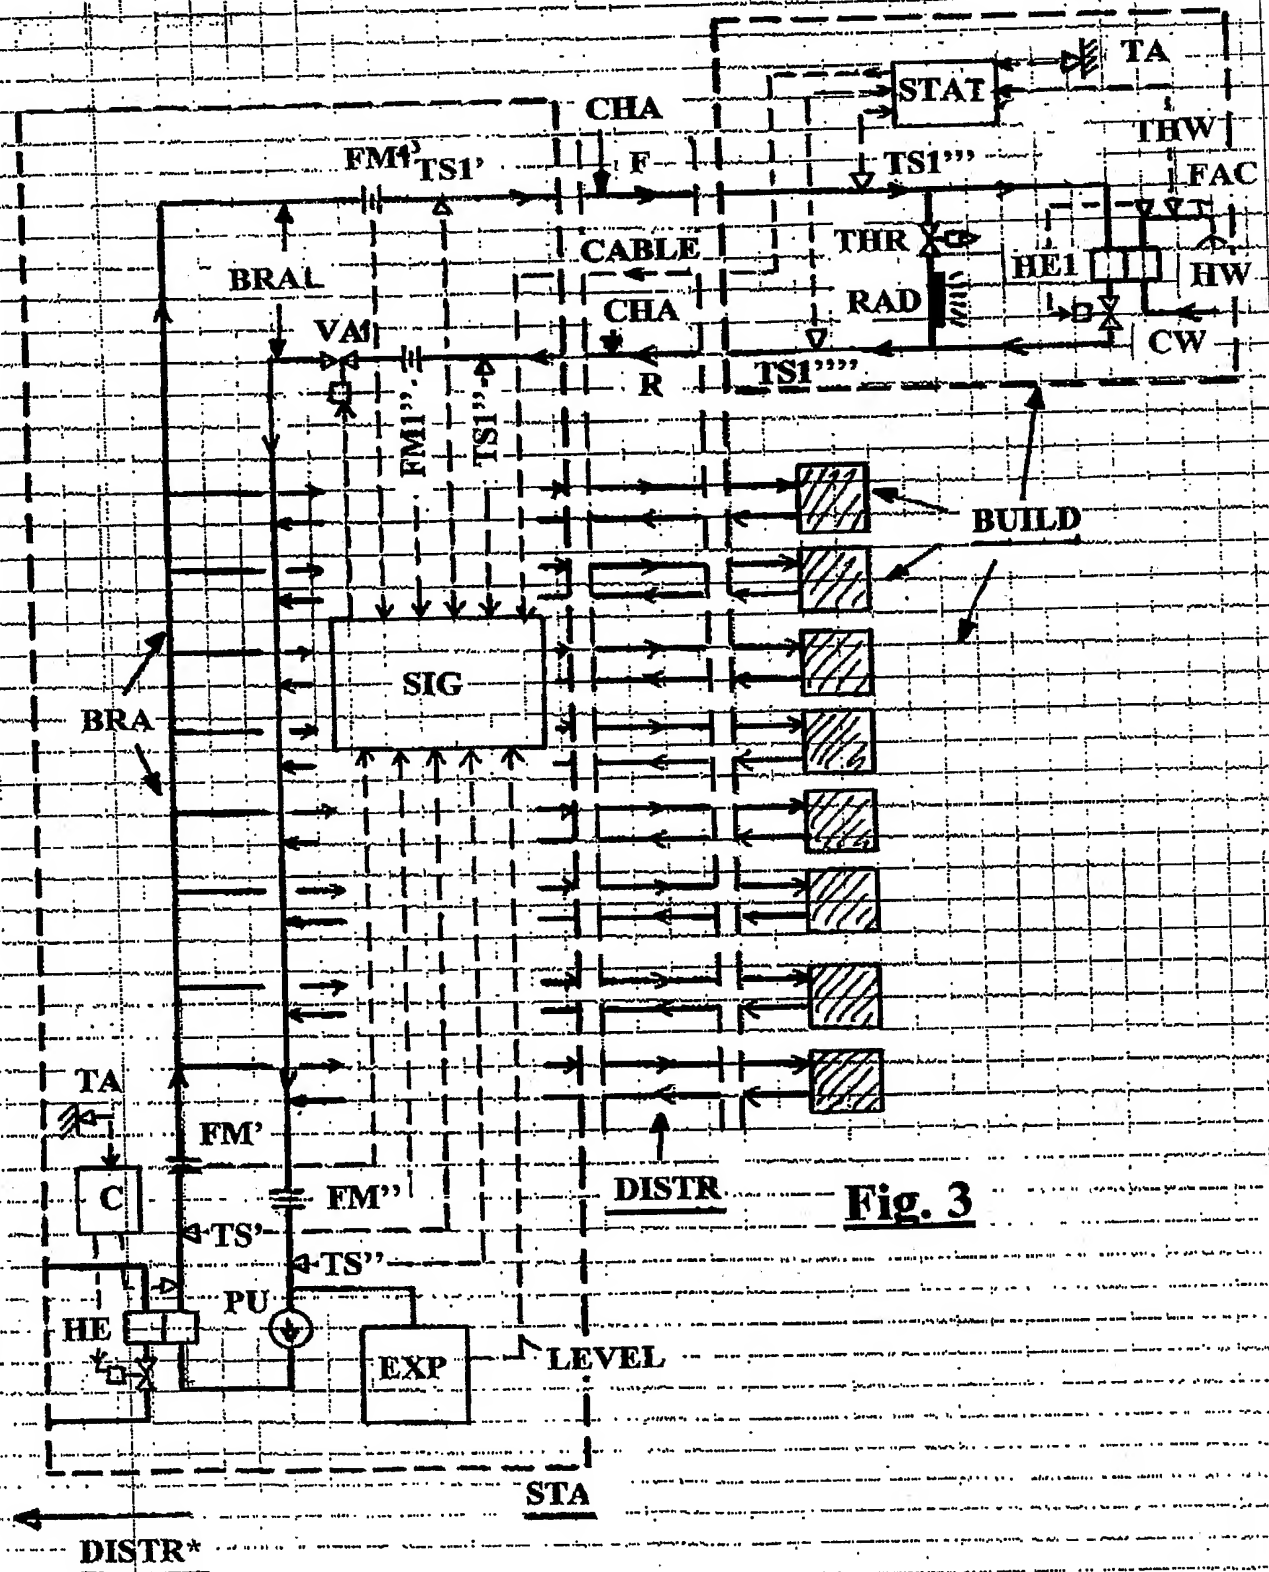 TA
STAT
CHA
THW
FM1'
TS1'
F
TS1'''
FAC
THR
CABLE
HE1
HW
BRA1
RAD
CHA
VA1
CW
R
TS1''''
FM1''
TS1''
BUILD
SIG
BRA
TA
FM'
C
FM''
DISTR
Fig. 3
TS'
TS''
PU
HE
EXP
LEVEL
STA
DISTR*